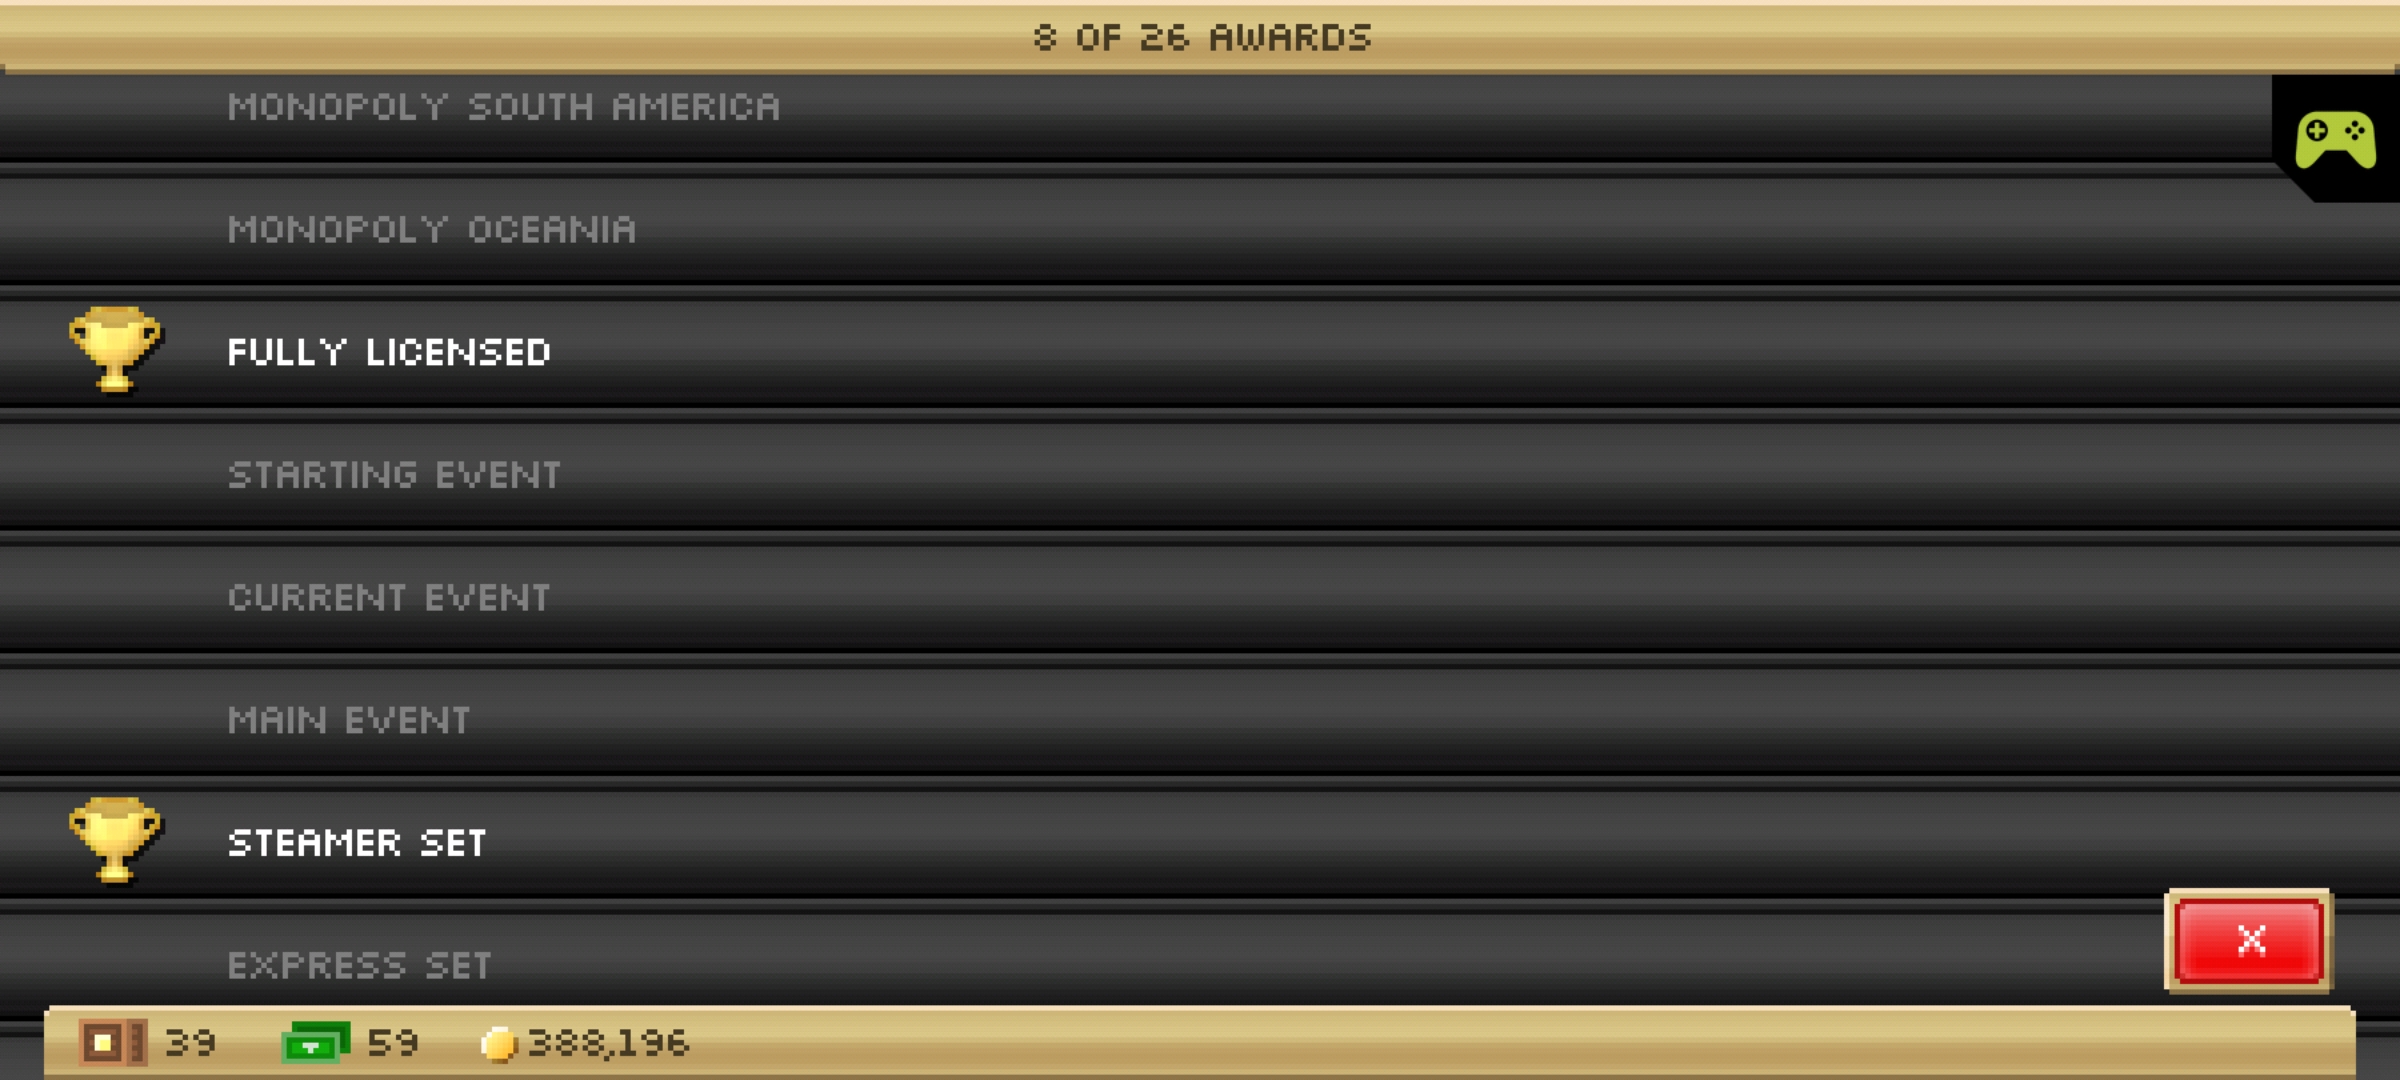 8 OF 26 AWARDS
MONOPOLY SOUTH AMERICA
MONOPOLY OCEANIA
FULLY LICENSED
STARTING EVENT
CURRENT EVENT
MAIN EVENT
STEAMER SET
EXPRESS SET
X
39 59 388,196